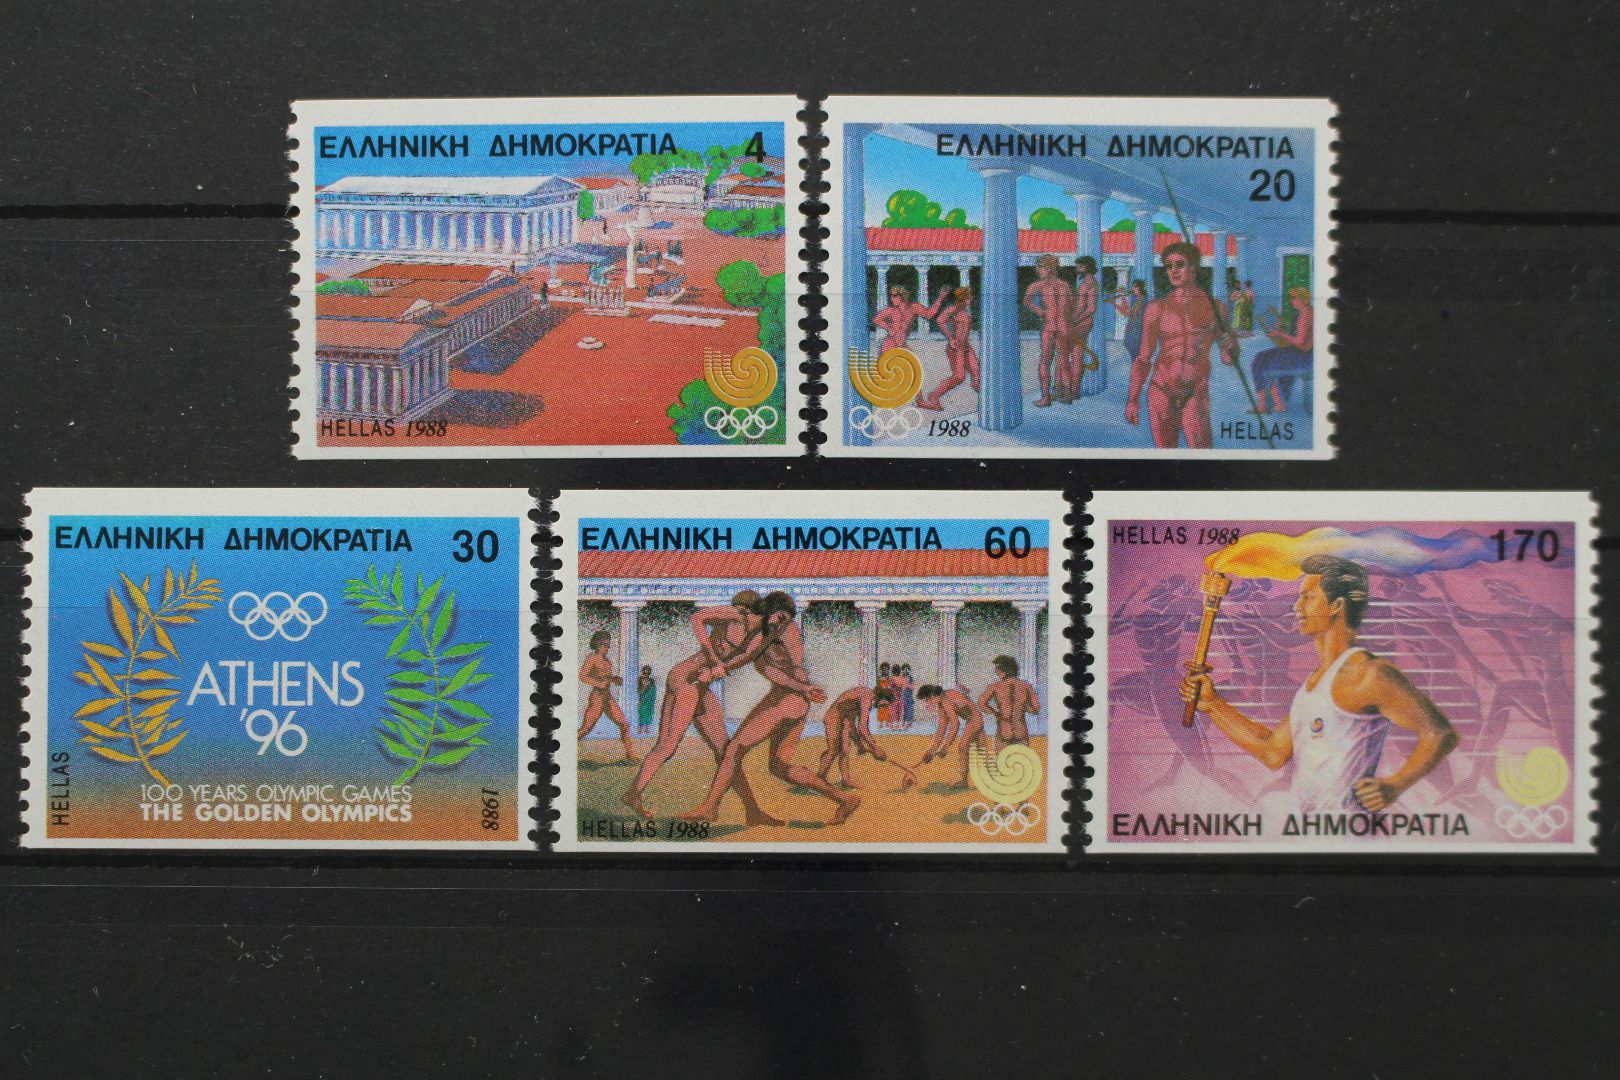 ΕΛΛΗΝΙΚΗ ΔΗΜΟΚΡΑΤΙΑ 4
HELLAS 1988
ΕΛΛΗΝΙΚΗ ΔΗΜΟΚΡΑΤΙΑ
20
1988 HELLAS
ΕΛΛΗΝΙΚΗ ΔΗΜΟΚΡΑΤΙΑ 30
ATHENS
'96
100 YEARS OLYMPIC GAMES
THE GOLDEN OLYMPICS
HELLAS
1988
ΕΛΛΗΝΙΚΗ ΔΗΜΟΚΡΑΤΙΑ 60
HELLAS 1988
HELLAS 1988 170
ΕΛΛΗΝΙΚΗ ΔΗΜΟΚΡΑΤΙΑ